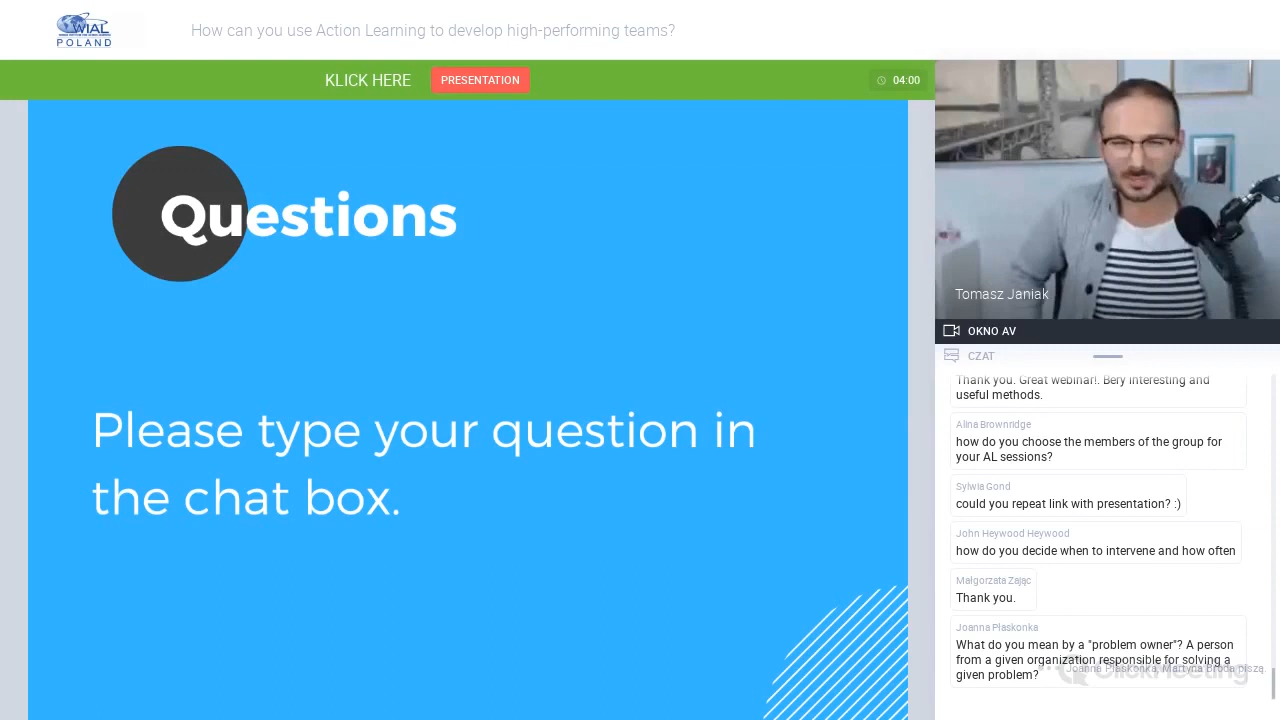 WIAL
POLAND
How can you use Action Learning to develop high-performing teams?
KLICK HERE
PRESENTATION
04:00
Questions
Please type your question in
the chat box.
Tomasz Janiak
OKNO AV
CZAT
Thank you. Great webinar!. Bery interesting and
useful methods.
Alina Brownridge
how do you choose the members of the group for
your AL sessions?
Sylwia Gond
could you repeat link with presentation? :)
John Heywood Heywood
how do you decide when to intervene and how often
Małgorzata Zając
Thank you.
Joanna Płaskonka
What do you mean by a "problem owner"? A person
from a given organization responsible for solving a
Joanna Płaskonka, Martyna Broda piszą
given problem?
ClickMeeting